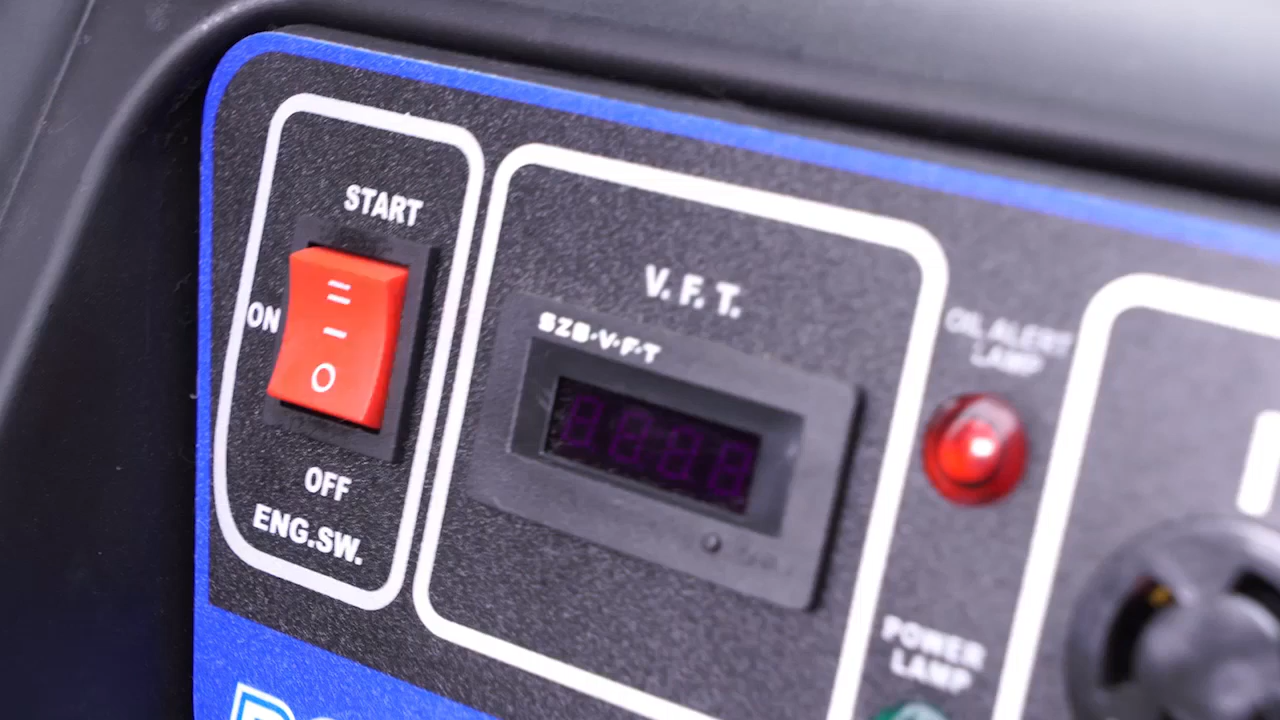 START
ON
OFF
ENG.SW.
V.F.T.
SZB·V·F·T
OIL ALERT
LAMP
POWER
LAMP